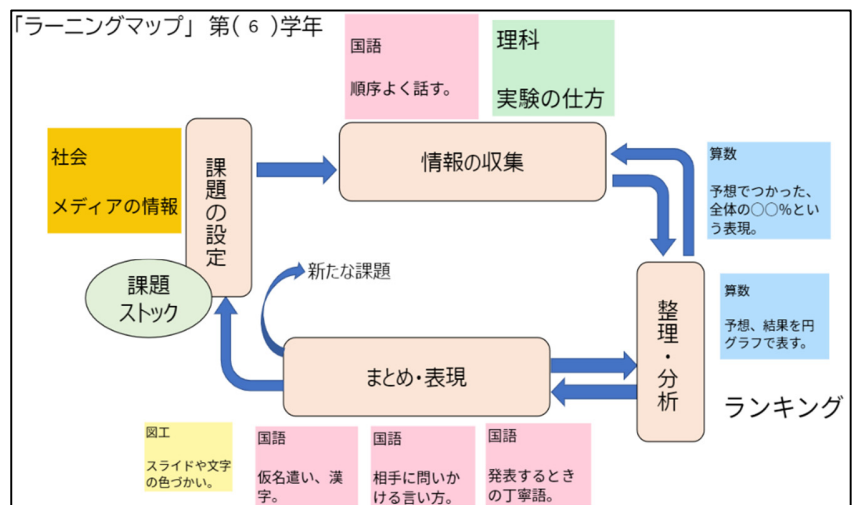 「ラーニングマップ」 第( 6 )学年
国語
順序よく話す。
理科
実験の仕方
社会
メディアの情報
課題の設定
情報の収集
算数
予想でつかった、
全体の○○%とい
う表現。
課題
ストック
新たな課題
算数
予想、結果を円
グラフで表す。
整理・分析
まとめ・表現
ランキング
図工
スライドや文字
の色づかい。
国語
仮名遣い、漢
字。
国語
相手に問いか
ける言い方。
国語
発表するとき
の丁寧語。